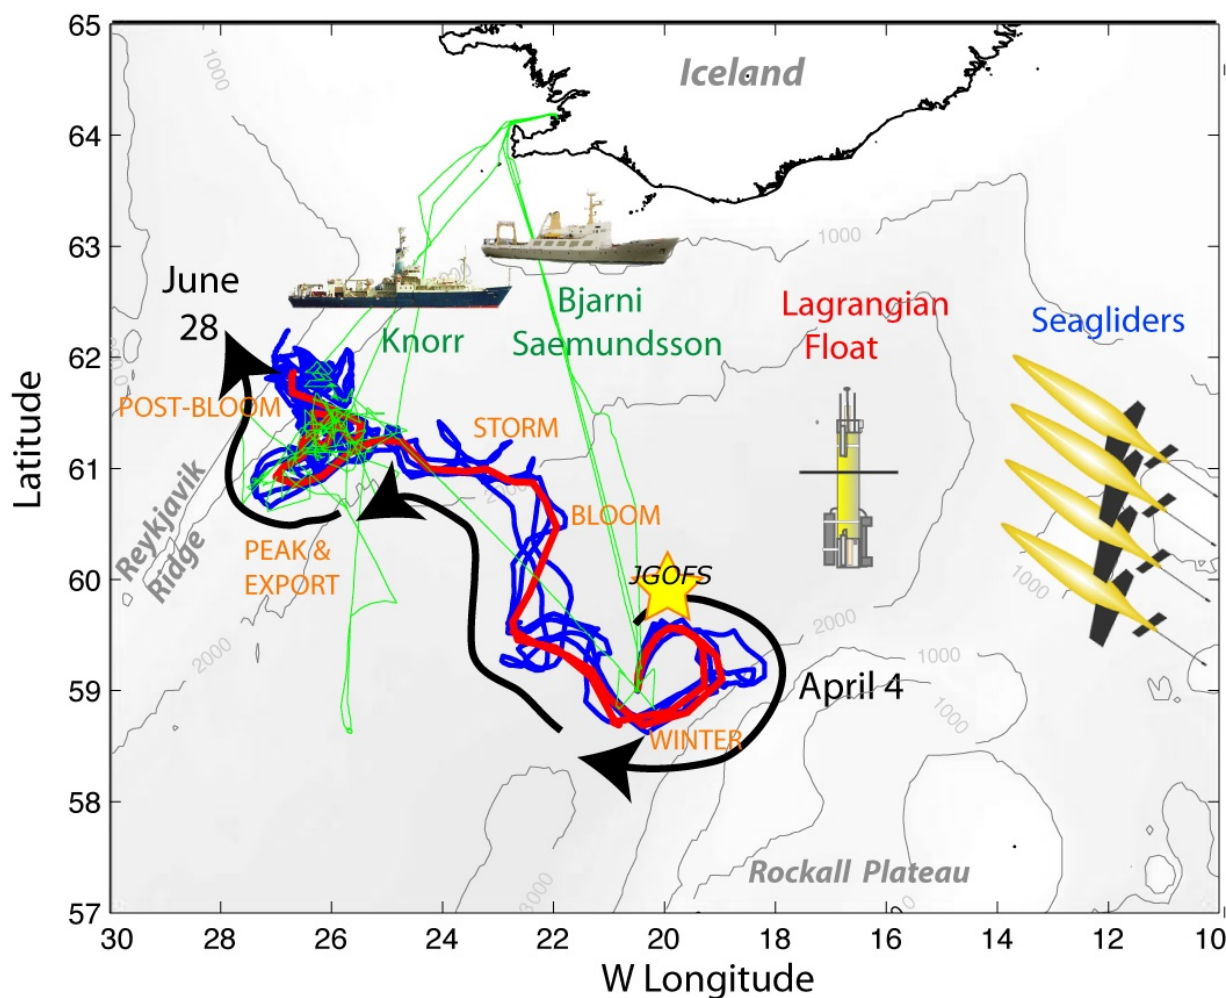 65
64
63
62
61
60
59
58
57
30
28
26
24
22
20
18
16
14
12
10
Latitude
W Longitude
Iceland
1000
1000
June
28
Knorr
Bjarni
Saemundsson
Lagrangian
Float
Seagliders
POST-BLOOM
STORM
BLOOM
PEAK &
EXPORT
Reykjavik
Ridge
JGOFS
April 4
WINTER
2000
2000
1000
1000
1000
3000
Rockall Plateau